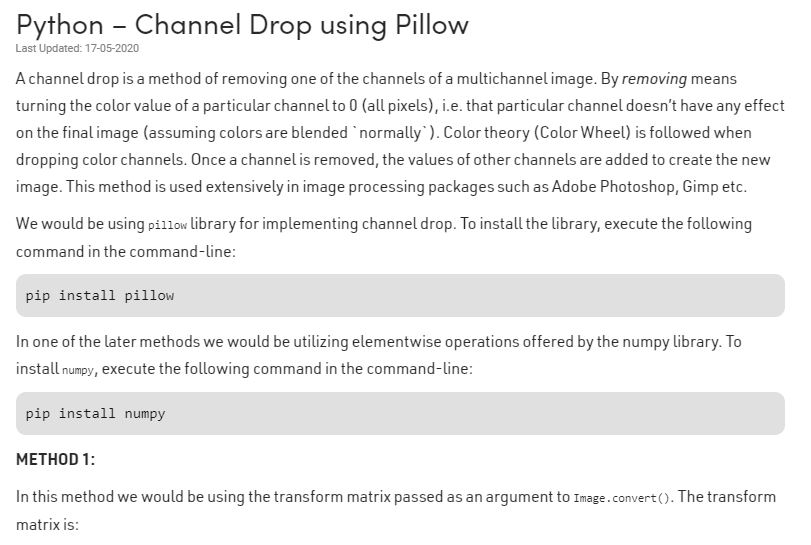 Python – Channel Drop using Pillow
Last Updated: 17-05-2020
A channel drop is a method of removing one of the channels of a multichannel image. By removing means
turning the color value of a particular channel to 0 (all pixels), i.e. that particular channel doesn’t have any effect
on the final image (assuming colors are blended `normally`). Color theory (Color Wheel) is followed when
dropping color channels. Once a channel is removed, the values of other channels are added to create the new
image. This method is used extensively in image processing packages such as Adobe Photoshop, Gimp etc.
We would be using pillow library for implementing channel drop. To install the library, execute the following
command in the command-line:
pip install pillow
In one of the later methods we would be utilizing elementwise operations offered by the numpy library. To
install numpy, execute the following command in the command-line:
pip install numpy
METHOD 1:
In this method we would be using the transform matrix passed as an argument to Image.convert(). The transform
matrix is: